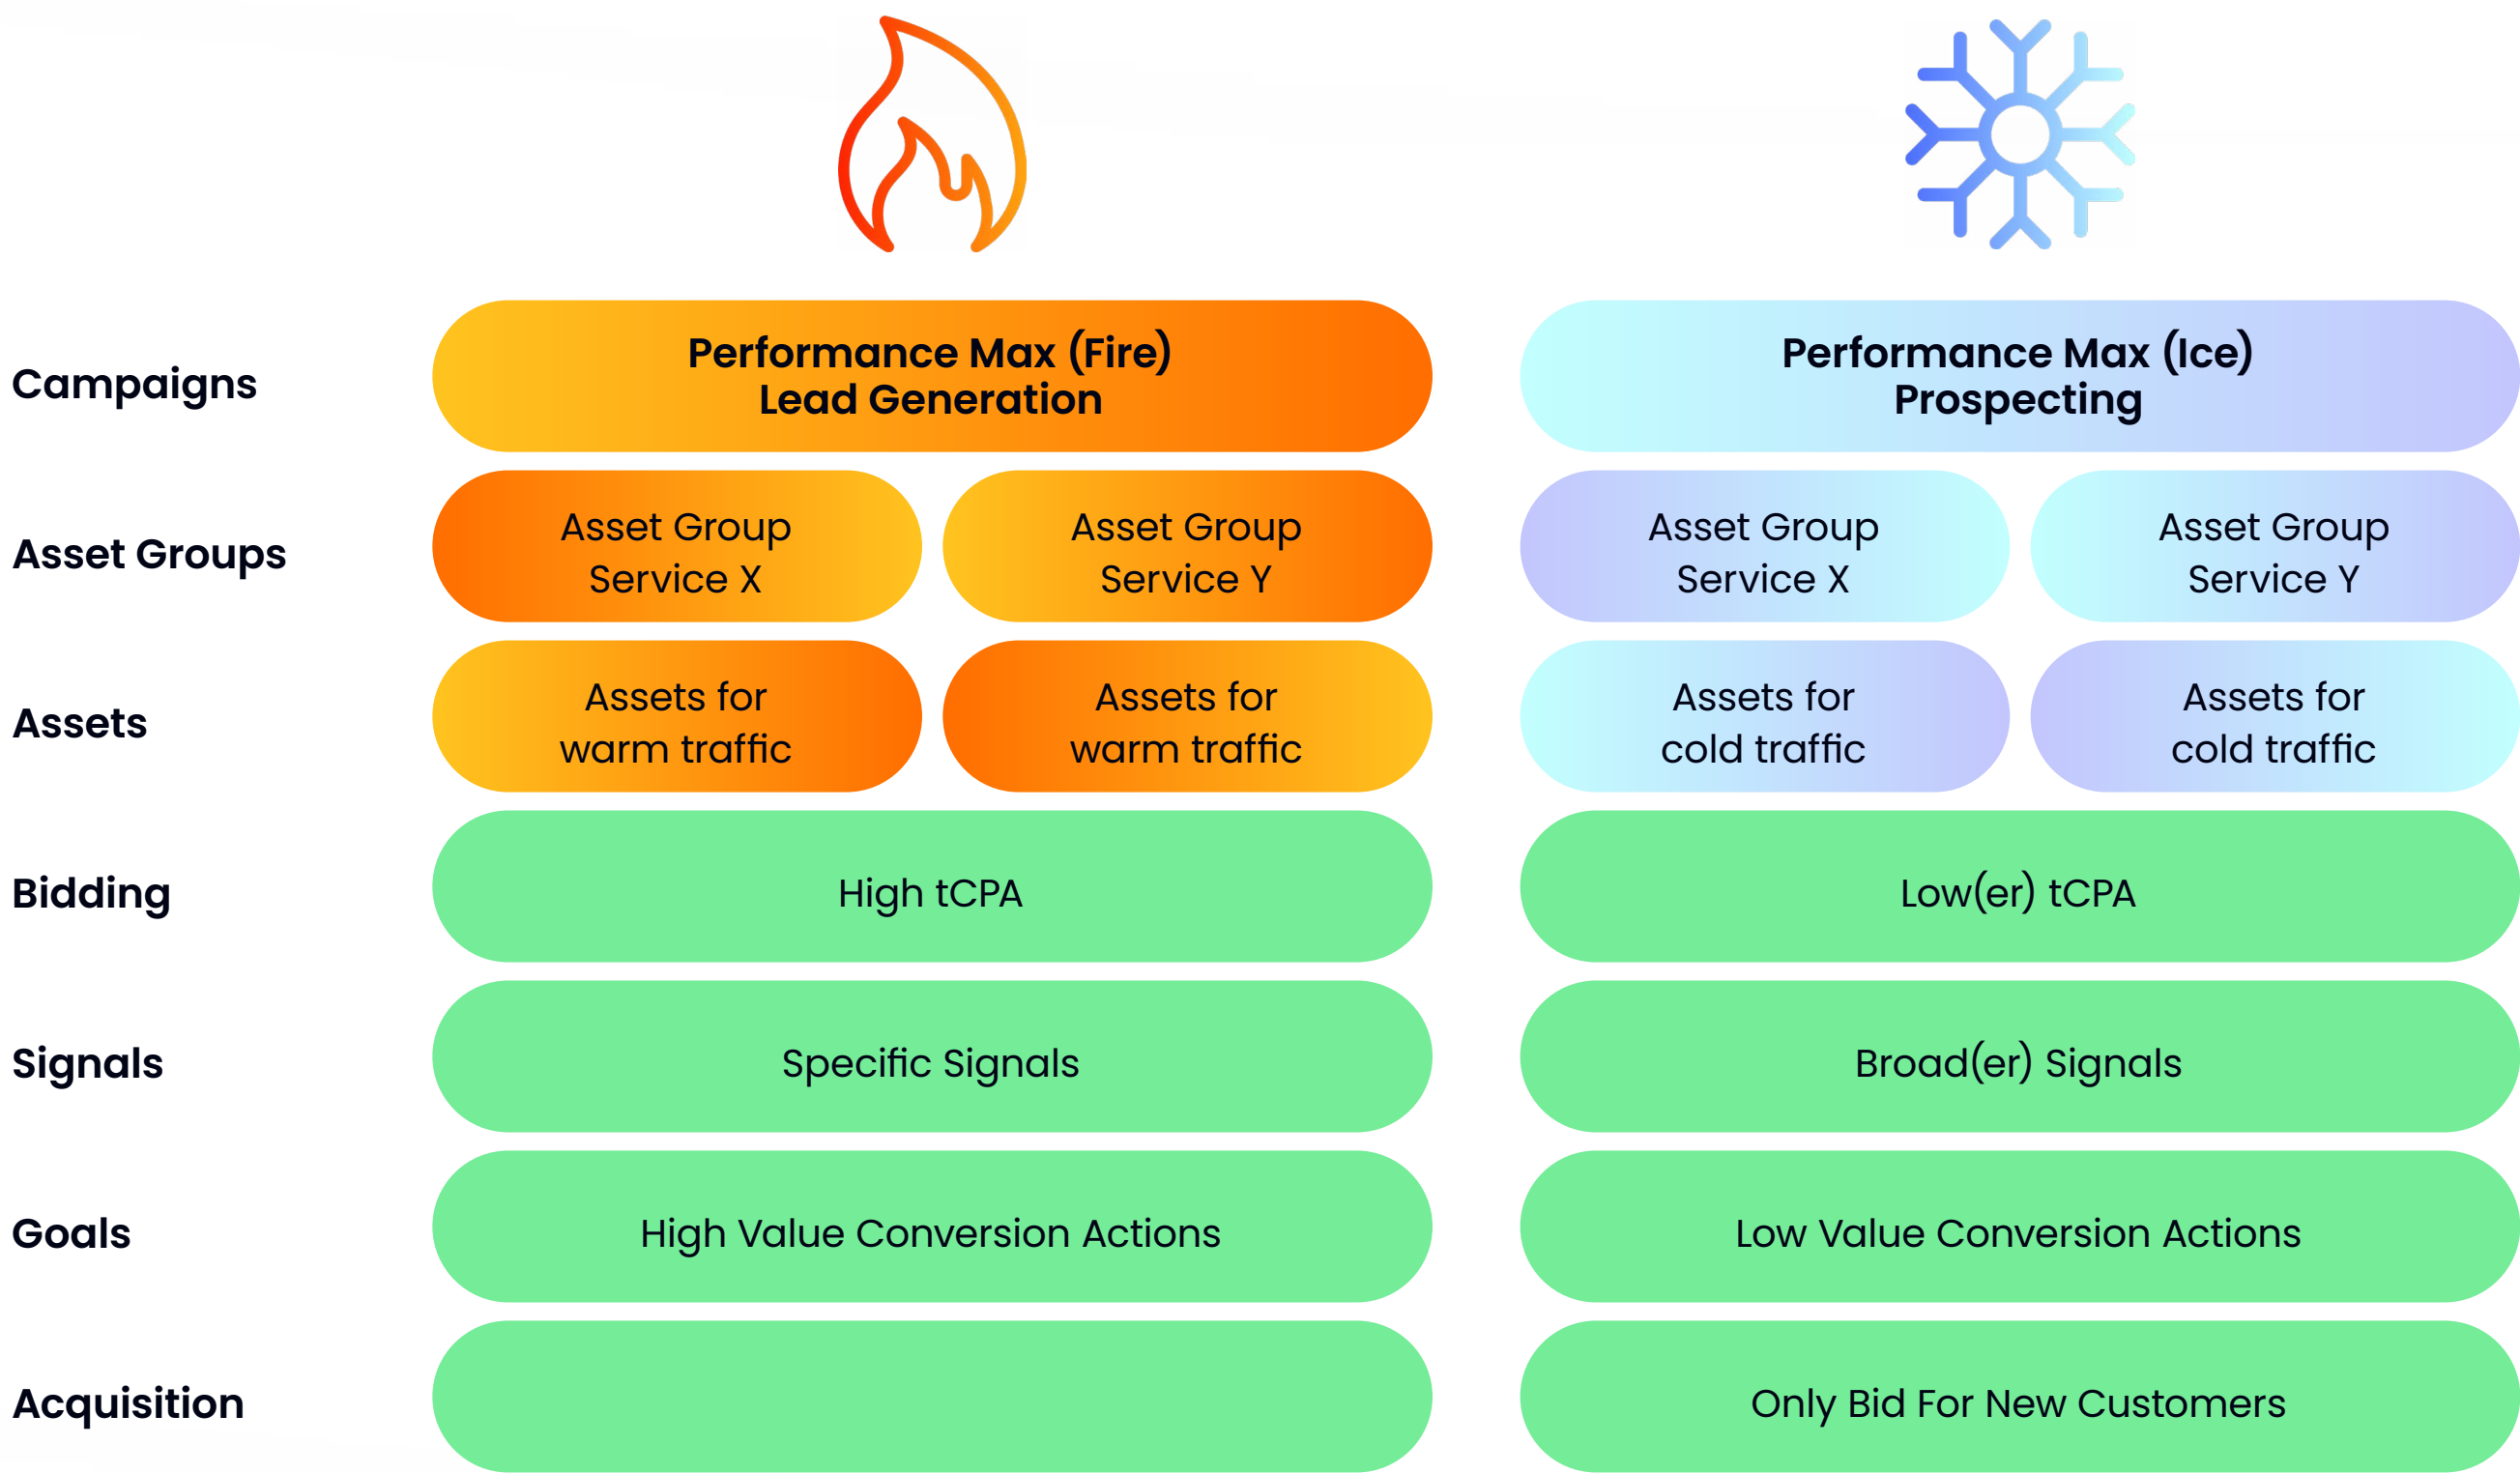 Campaigns
Performance Max (Fire)
Lead Generation
Performance Max (Ice)
Prospecting
Asset Groups
Asset Group
Service X
Asset Group
Service Y
Asset Group
Service X
Asset Group
Service Y
Assets
Assets for
warm traffic
Assets for
warm traffic
Assets for
cold traffic
Assets for
cold traffic
Bidding
High tCPA
Low(er) tCPA
Signals
Specific Signals
Broad(er) Signals
Goals
High Value Conversion Actions
Low Value Conversion Actions
Acquisition
Only Bid For New Customers